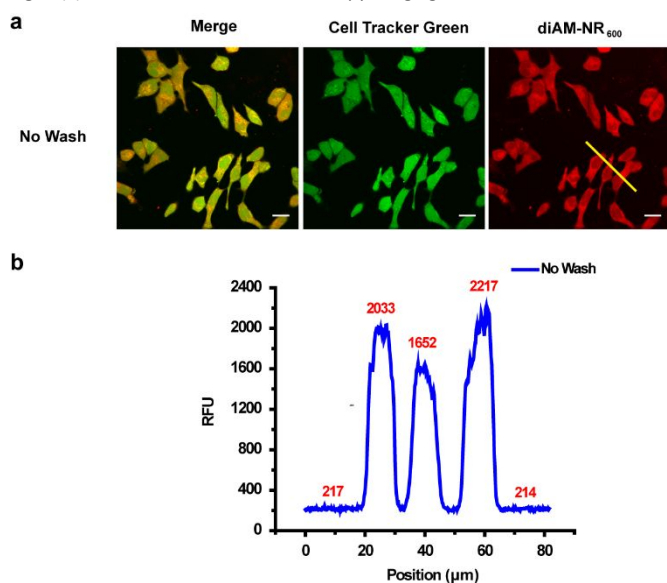 a
Merge
Cell Tracker Green
diAM-NR600
No Wash
b
No Wash
2400
2000
1600
1200
800
400
0
RFU
2033
1652
2217
217
214
0 20 40 60 80
Position (µm)